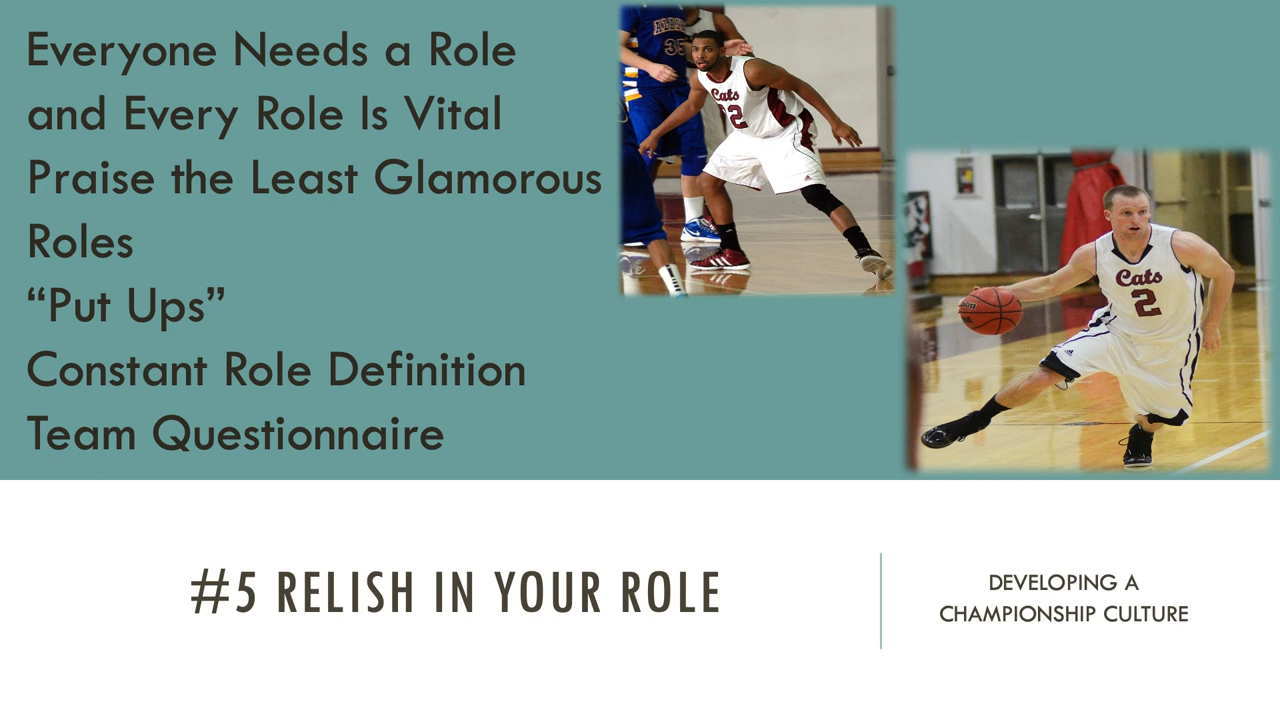 Everyone Needs a Role
and Every Role Is Vital
Praise the Least Glamorous
Roles
“Put Ups”
Constant Role Definition
Team Questionnaire
35
Cats
Cats
2
#5 RELISH IN YOUR ROLE
DEVELOPING A
CHAMPIONSHIP CULTURE